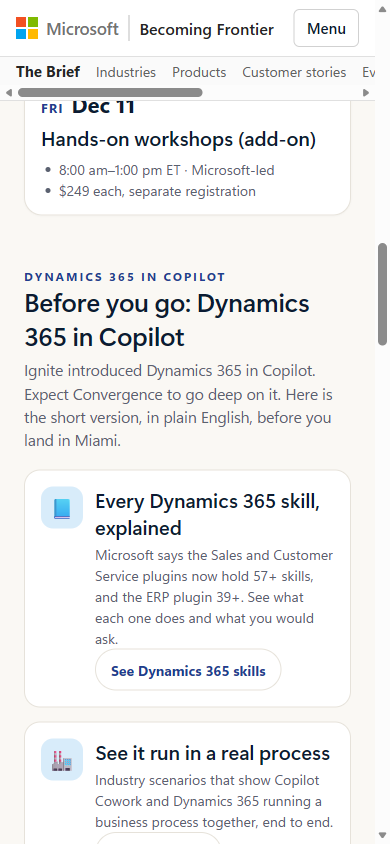 Microsoft | Becoming Frontier
Menu
The Brief Industries Products Customer stories Ev
FRI Dec 11
Hands-on workshops (add-on)
• 8:00 am–1:00 pm ET · Microsoft-led
• $249 each, separate registration
DYNAMICS 365 IN COPILOT
Before you go: Dynamics
365 in Copilot
Ignite introduced Dynamics 365 in Copilot.
Expect Convergence to go deep on it. Here is
the short version, in plain English, before you
land in Miami.
Every Dynamics 365 skill,
explained
Microsoft says the Sales and Customer
Service plugins now hold 57+ skills,
and the ERP plugin 39+. See what
each one does and what you would
ask.
See Dynamics 365 skills
See it run in a real process
Industry scenarios that show Copilot
Cowork and Dynamics 365 running a
business process together, end to end.